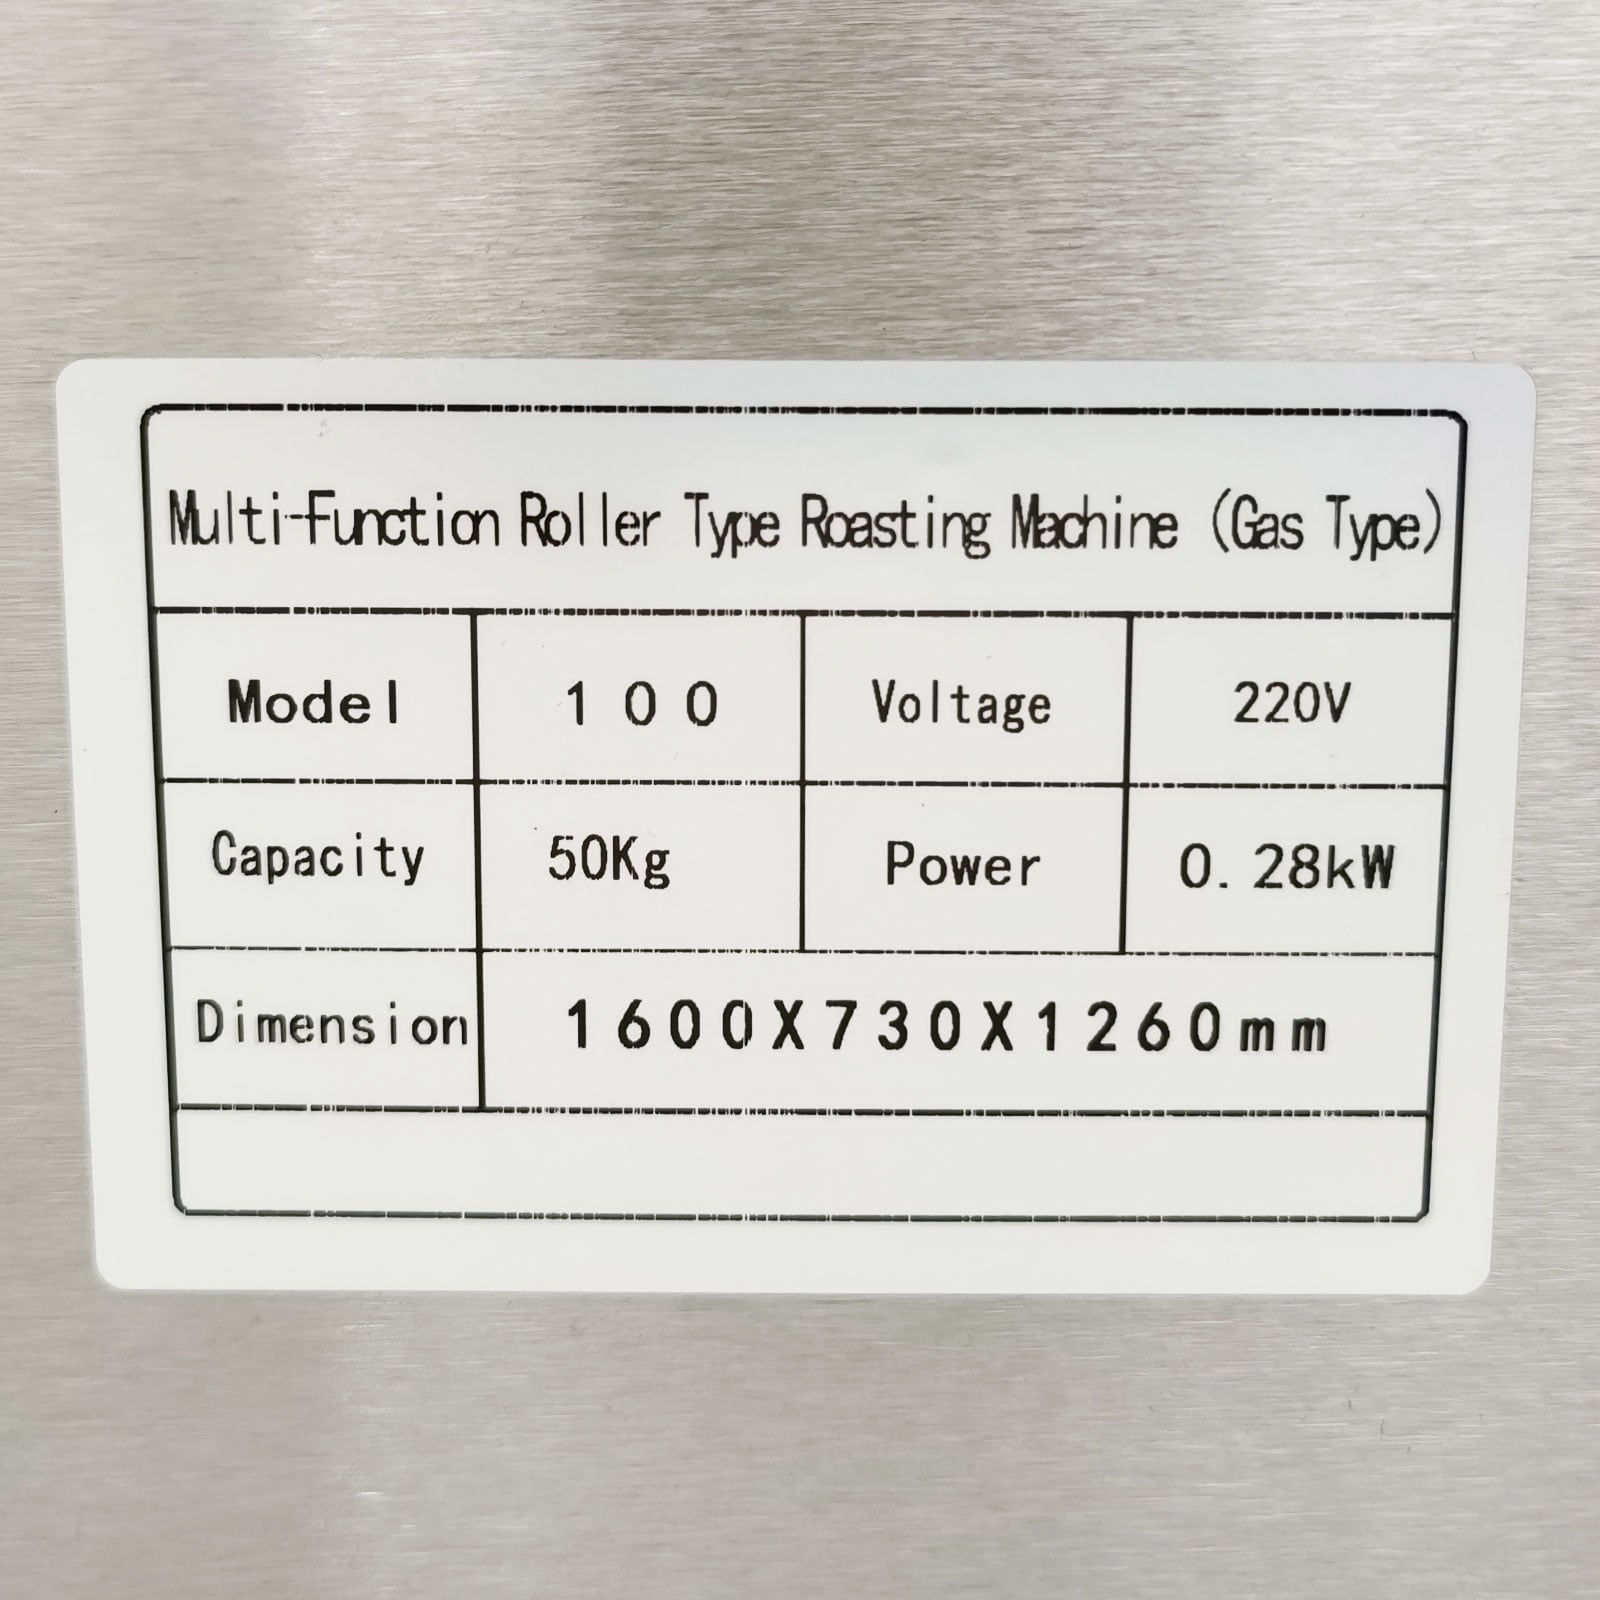 Multi-Function Roller Type Roasting Machine (Gas Type)
Model 100 Voltage 220V
Capacity 50Kg Power 0.28kW
Dimension 1600X730X1260mm